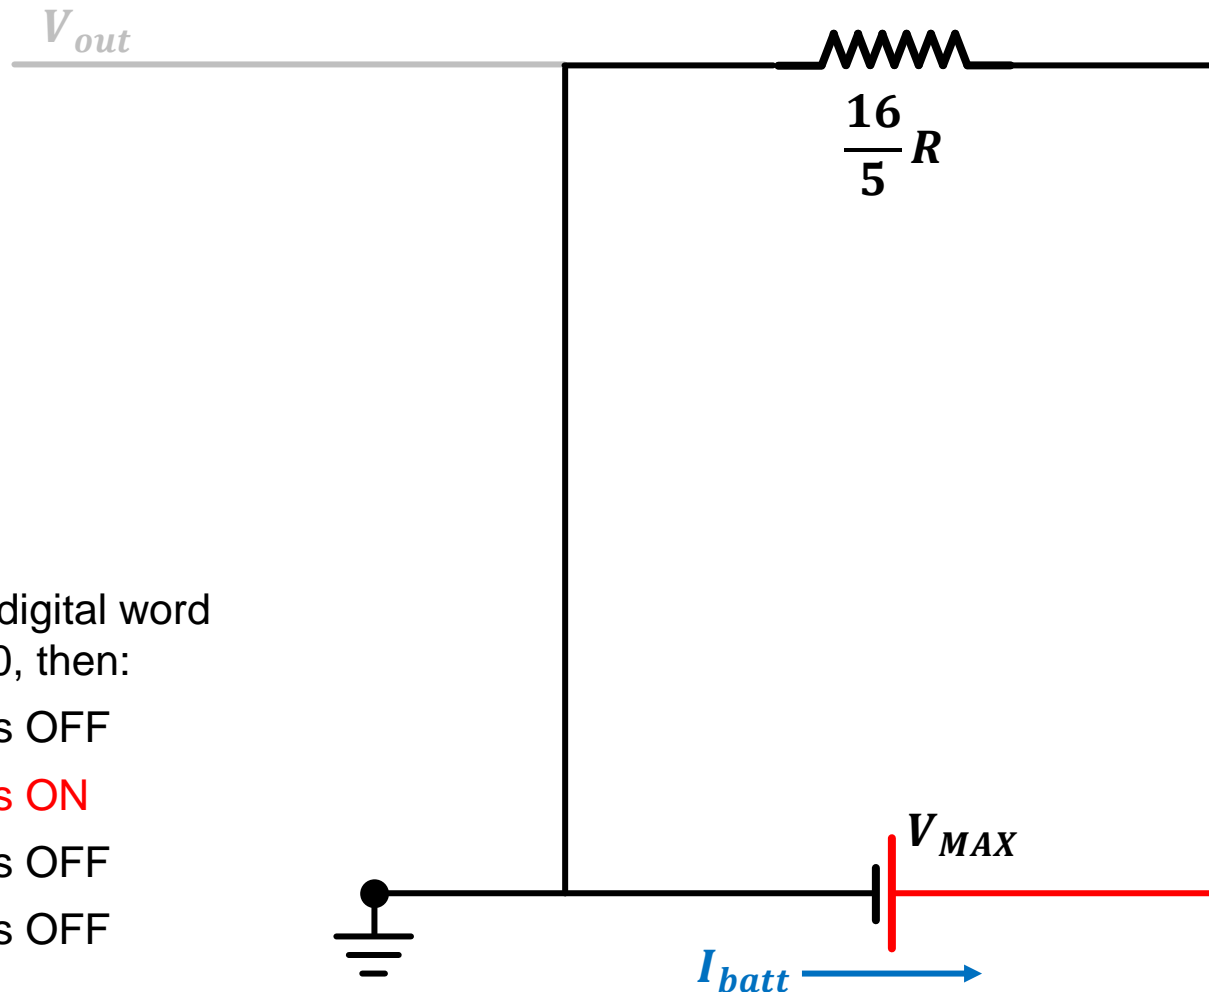 V_out
16
5
R
digital word
0, then:
s OFF
s ON
s OFF
s OFF
V_MAX
I_batt